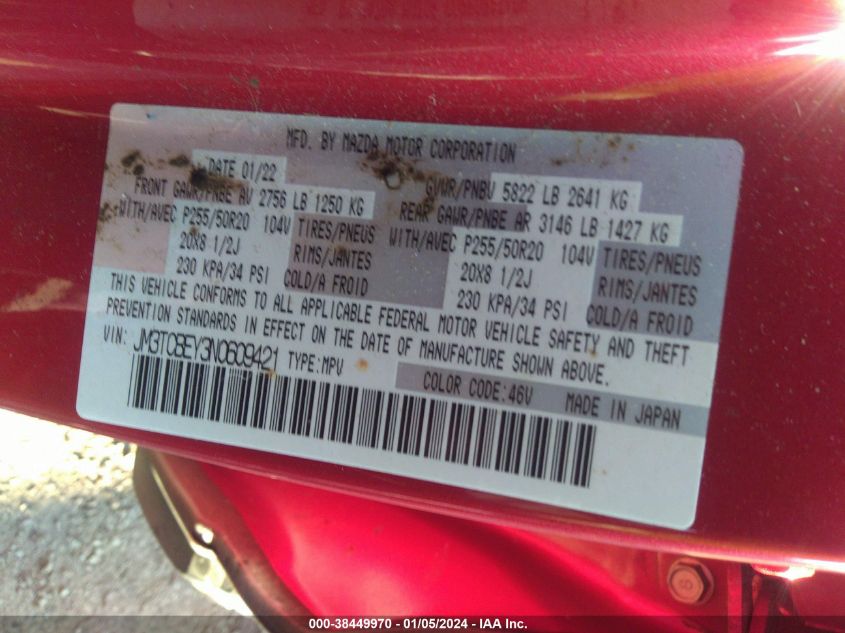 MFD. BY MAZDA MOTOR CORPORATION
DATE 01/22 GVWR/PNBV 5822 LB 2641 KG
FRONT GAWR/PNBE AV 2756 LB 1250 KG REAR GAWR/PNBE AR 3146 LB 1427 KG
WITH/AVEC P255/50R20 104V TIRES/PNEUS WITH/AVEC P255/50R20 104V TIRES/PNEUS
20X8 1/2J RIMS/JANTES 20X8 1/2J RIMS/JANTES
230 KPA/34 PSI COLD/A FROID 230 KPA/34 PSI COLD/A FROID
THIS VEHICLE CONFORMS TO ALL APPLICABLE FEDERAL MOTOR VEHICLE SAFETY AND THEFT
PREVENTION STANDARDS IN EFFECT ON THE DATE OF MANUFACTURE SHOWN ABOVE.
VIN: JM3TCBEY3N0609421 TYPE:MPV
COLOR CODE:46V MADE IN JAPAN
000-38449970 - 01/05/2024 - IAA Inc.